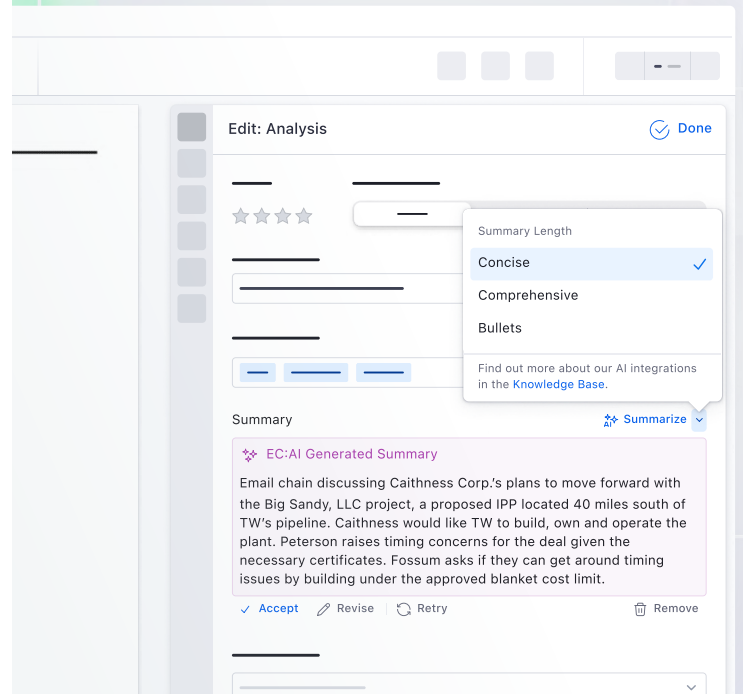 Edit: Analysis
Done
Summary Length
Concise
Comprehensive
Bullets
Find out more about our AI integrations
in the Knowledge Base.
Summary
AI Summarize
EC:AI Generated Summary
Email chain discussing Caithness Corp.’s plans to move forward with
the Big Sandy, LLC project, a proposed IPP located 40 miles south of
TW’s pipeline. Caithness would like TW to build, own and operate the
plant. Peterson raises timing concerns for the deal given the
necessary certificates. Fossum asks if they can get around timing
issues by building under the approved blanket cost limit.
Accept
Revise
Retry
Remove